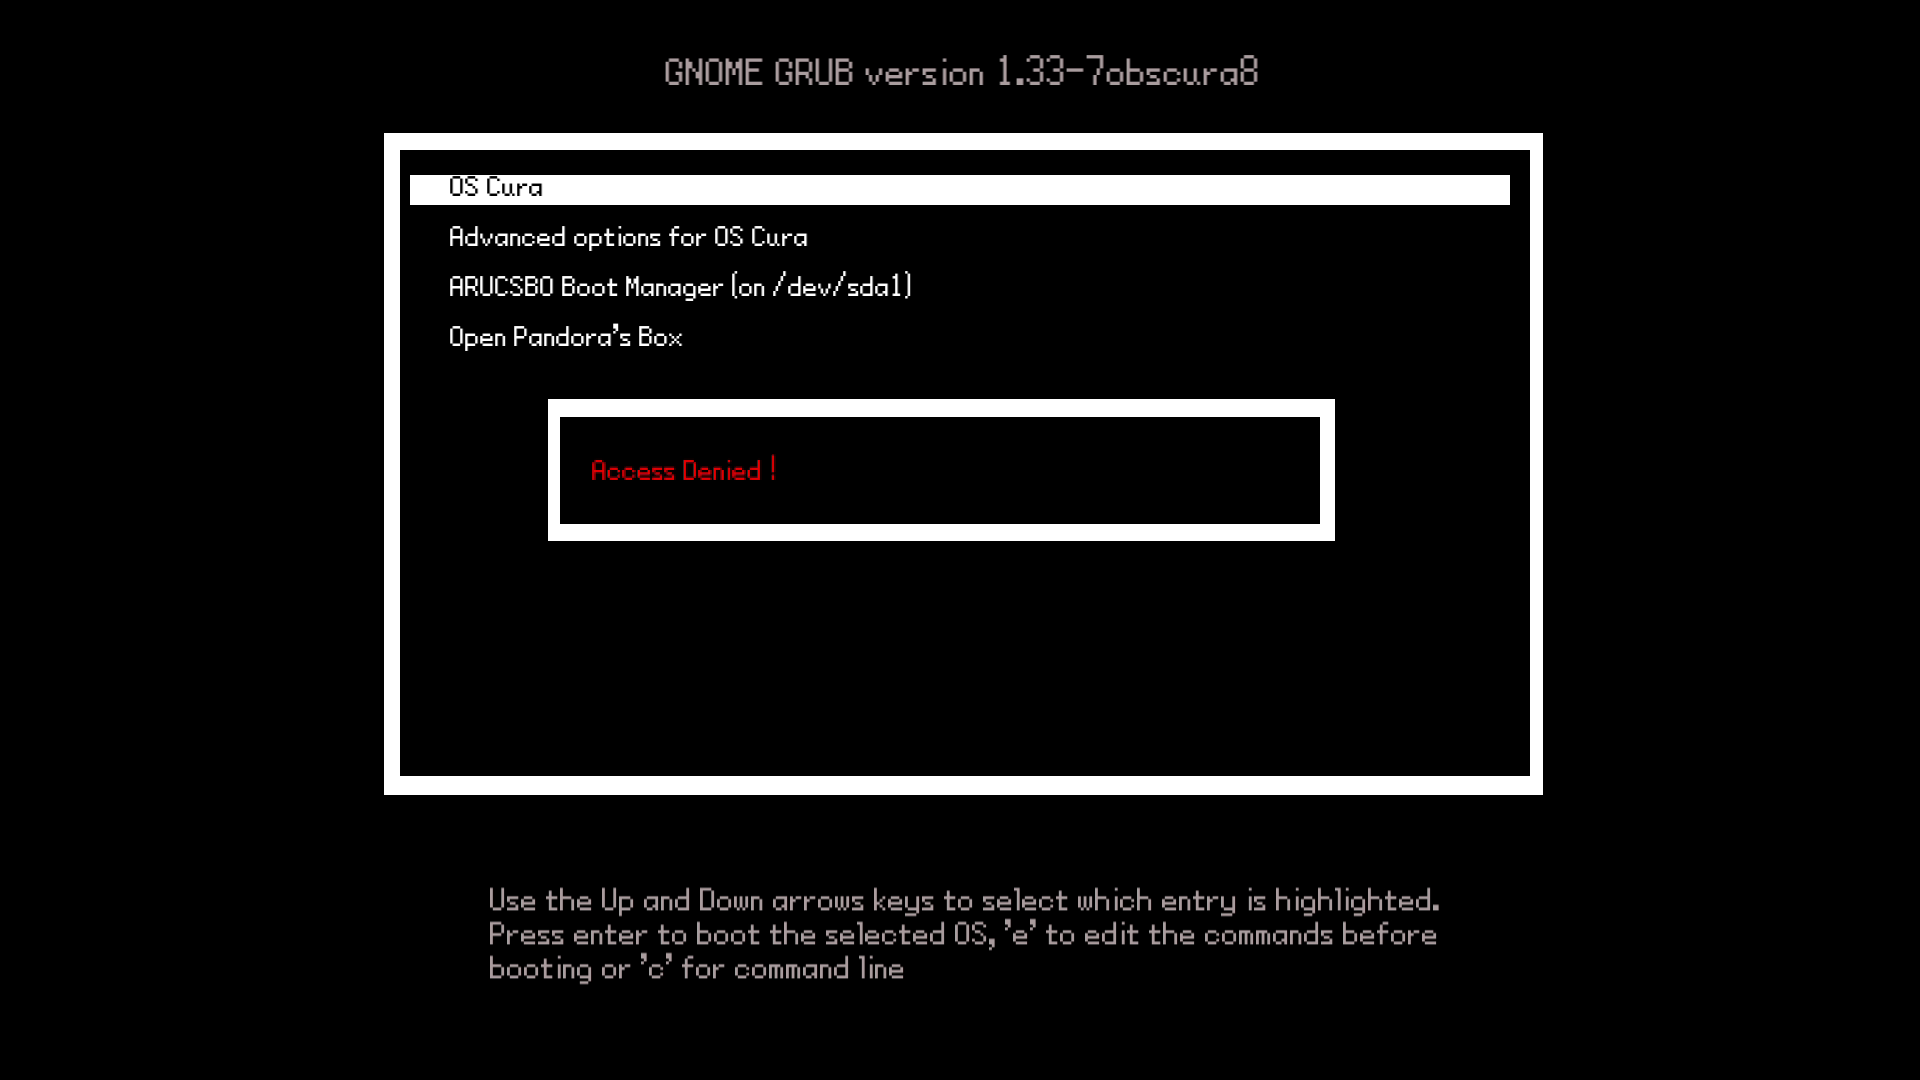 GNOME GRUB version 1.33-7obscura8
OS Cura
Advanced options for OS Cura
ARUCSBO Boot Manager (on /dev/sda1)
Open Pandora's Box
Access Denied !
Use the Up and Down arrows keys to select which entry is highlighted.
Press enter to boot the selected OS, 'e' to edit the commands before
booting or 'c' for command line